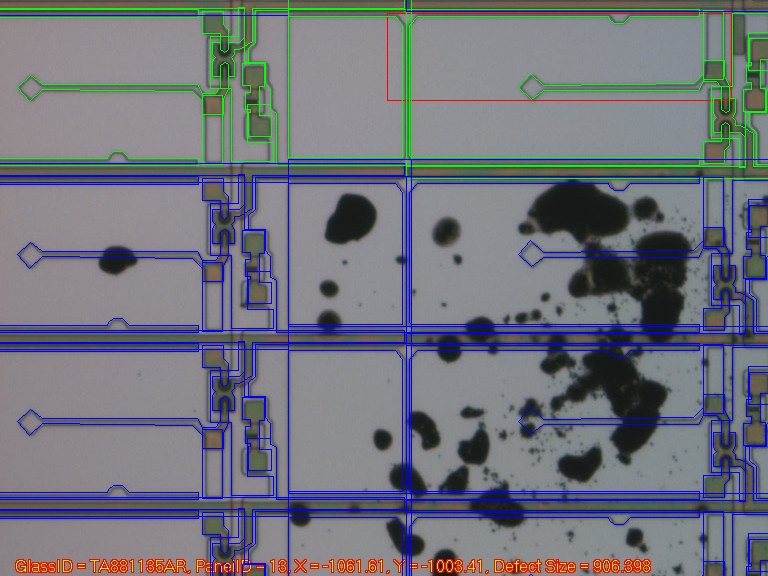 GlassID = TA881185AR, PanelID = 18, X = -1061.61, Y = -1003.41, Defect Size = 906.898